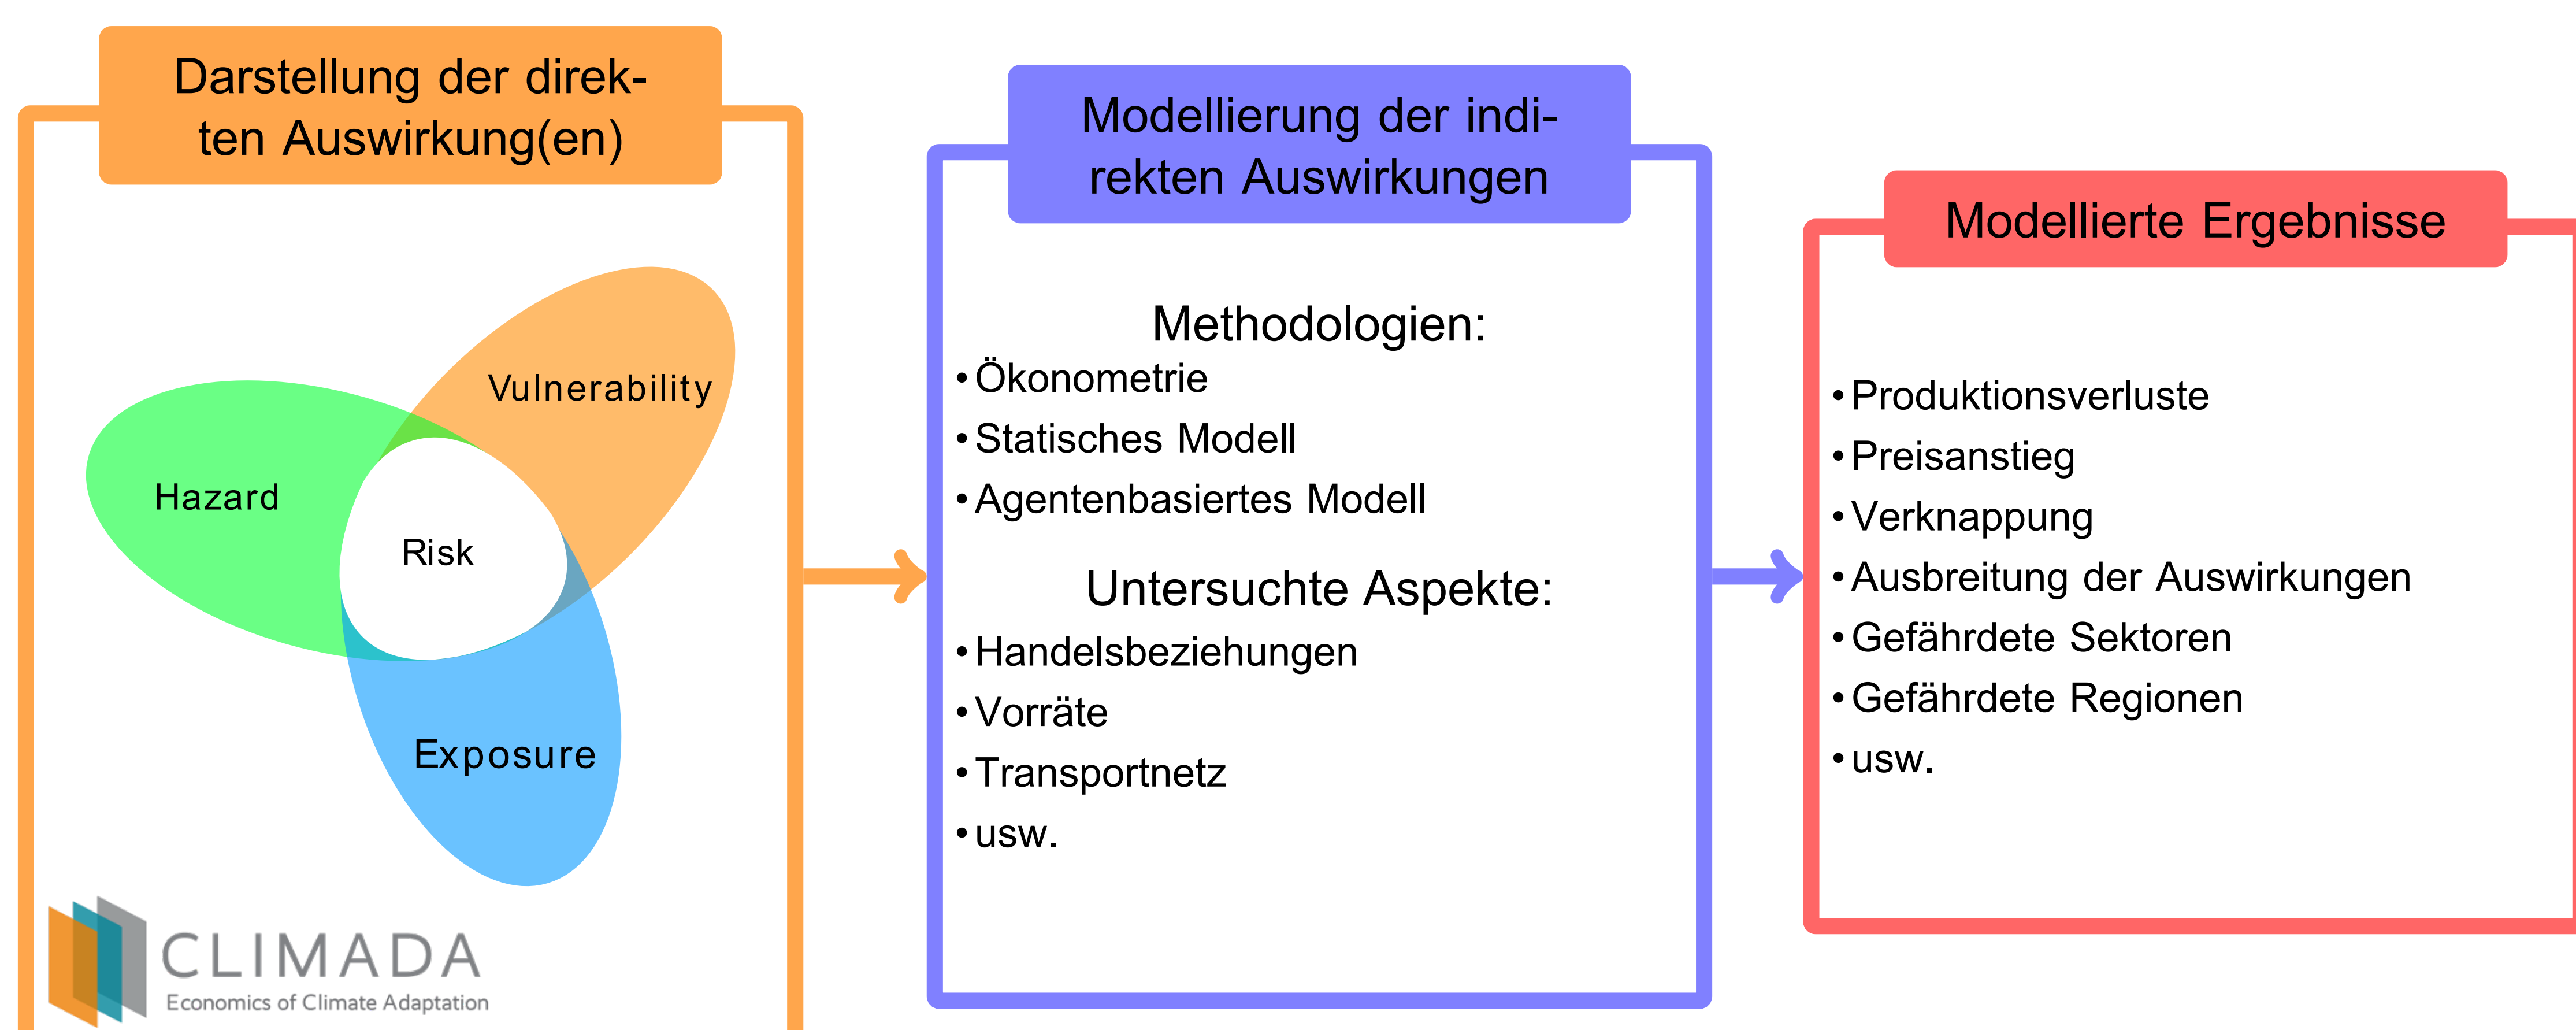 Darstellung der direk-
ten Auswirkung(en)
Vulnerability
Hazard
Risk
Exposure
CLIMADA
Economics of Climate Adaptation
Modellierung der indi-
rekten Auswirkungen
Methodologien:
• Ökonometrie
• Statisches Modell
• Agentenbasiertes Modell
Untersuchte Aspekte:
• Handelsbeziehungen
• Vorräte
• Transportnetz
• usw.
Modellierte Ergebnisse
• Produktionsverluste
• Preisanstieg
• Verknappung
• Ausbreitung der Auswirkungen
• Gefährdete Sektoren
• Gefährdete Regionen
• usw.